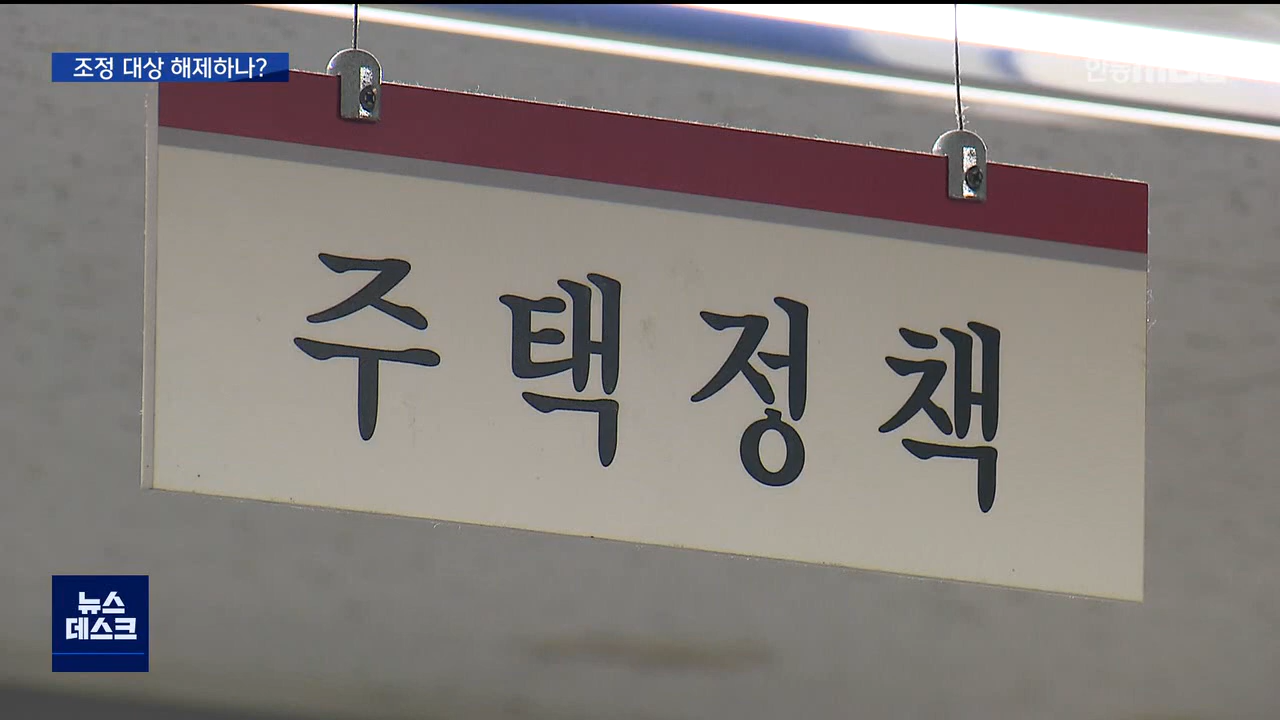 조정 대상 해제하나?
주택정책
뉴스
데스크